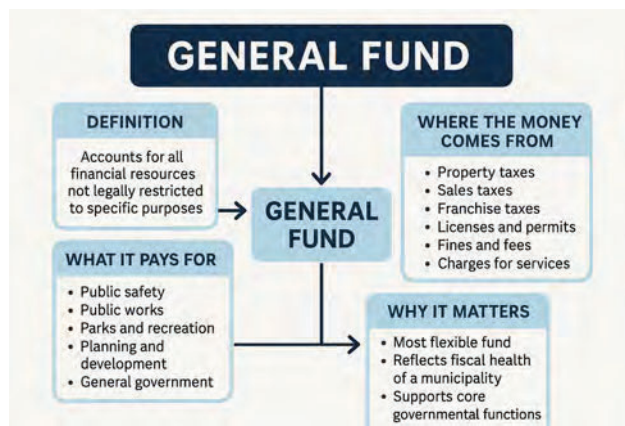 GENERAL FUND
DEFINITION
Accounts for all
financial resources
not legally restricted
to specific purposes
WHERE THE MONEY
COMES FROM
• Property taxes
• Sales taxes
• Franchise taxes
• Licenses and permits
• Fines and fees
• Charges for services
GENERAL
FUND
WHAT IT PAYS FOR
• Public safety
• Public works
• Parks and recreation
• Planning and
development
• General government
WHY IT MATTERS
• Most flexible fund
• Reflects fiscal health
of a municipality
• Supports core
governmental functions